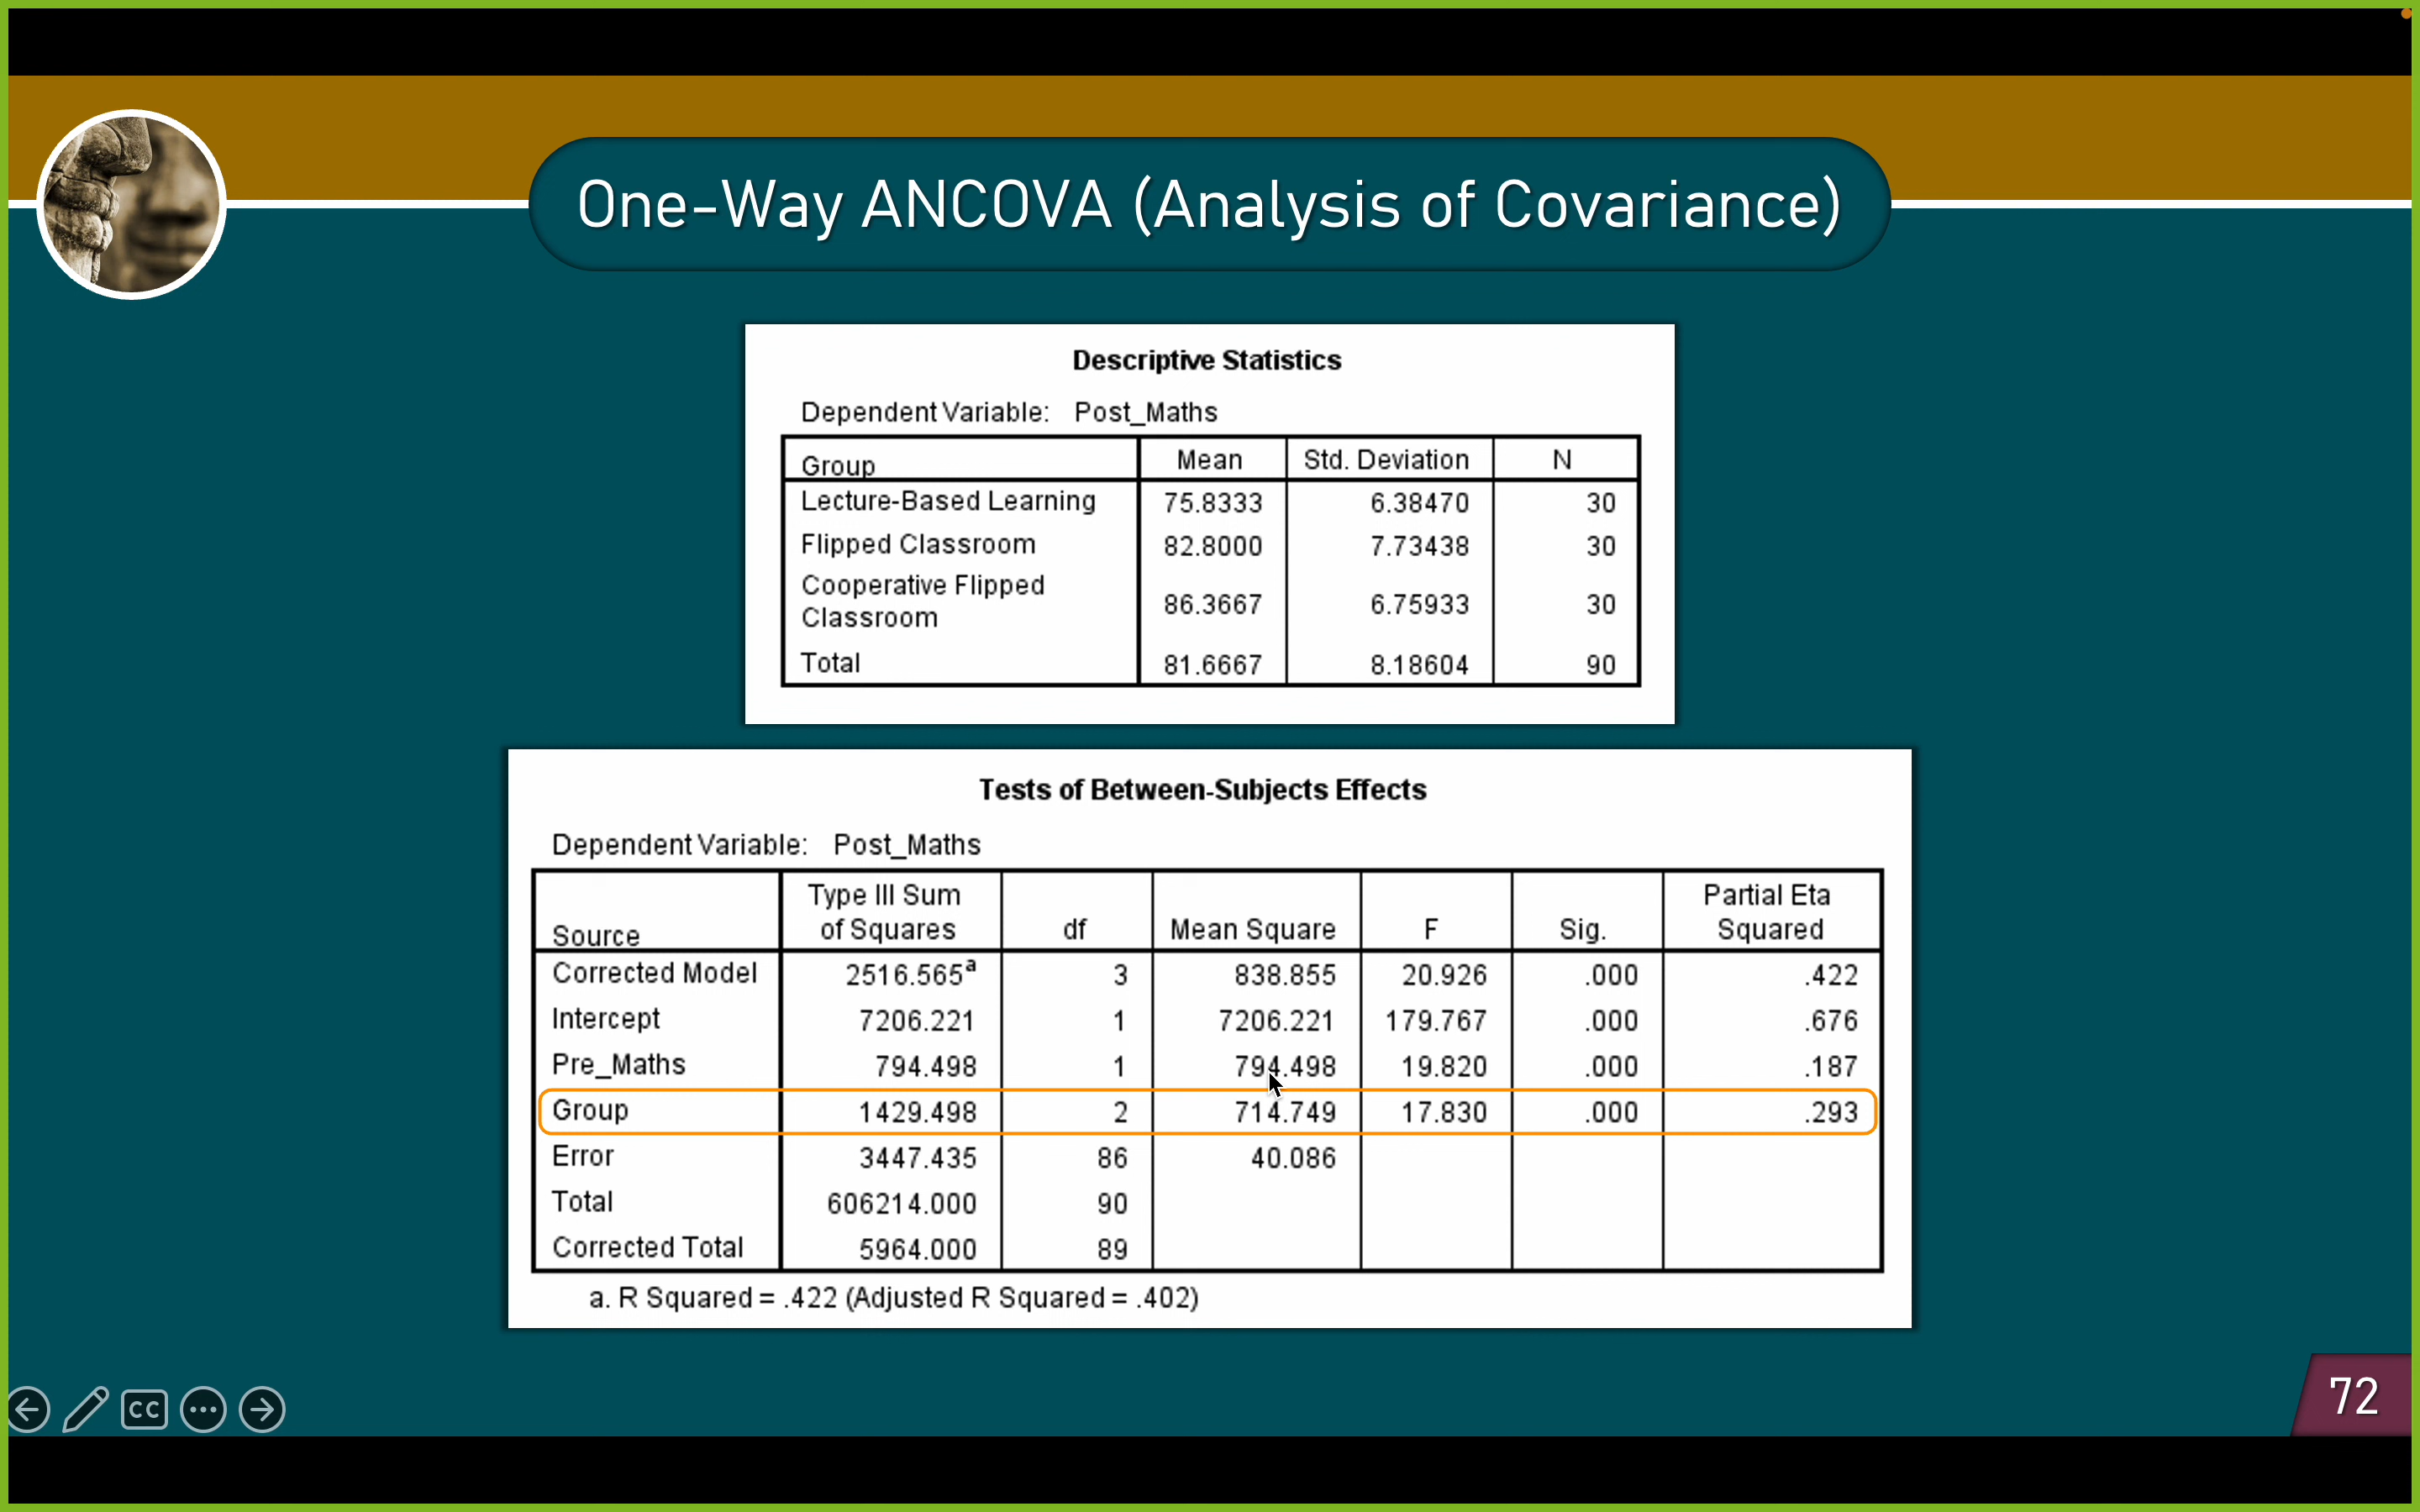 One-Way ANCOVA (Analysis of Covariance)
Descriptive Statistics
Dependent Variable: Post_Maths
Group Mean Std. Deviation N
Lecture-Based Learning 75.8333 6.38470 30
Flipped Classroom 82.8000 7.73438 30
Cooperative Flipped
Classroom 86.3667 6.75933 30
Total 81.6667 8.18604 90
Tests of Between-Subjects Effects
Dependent Variable: Post_Maths
Source Type III Sum
of Squares df Mean Square F Sig. Partial Eta
Squared
Corrected Model 2516.565a 3 838.855 20.926 .000 .422
Intercept 7206.221 1 7206.221 179.767 .000 .676
Pre_Maths 794.498 1 794.498 19.820 .000 .187
Group 1429.498 2 714.749 17.830 .000 .293
Error 3447.435 86 40.086
Total 606214.000 90
Corrected Total 5964.000 89
a. R Squared = .422 (Adjusted R Squared = .402)
CC
72